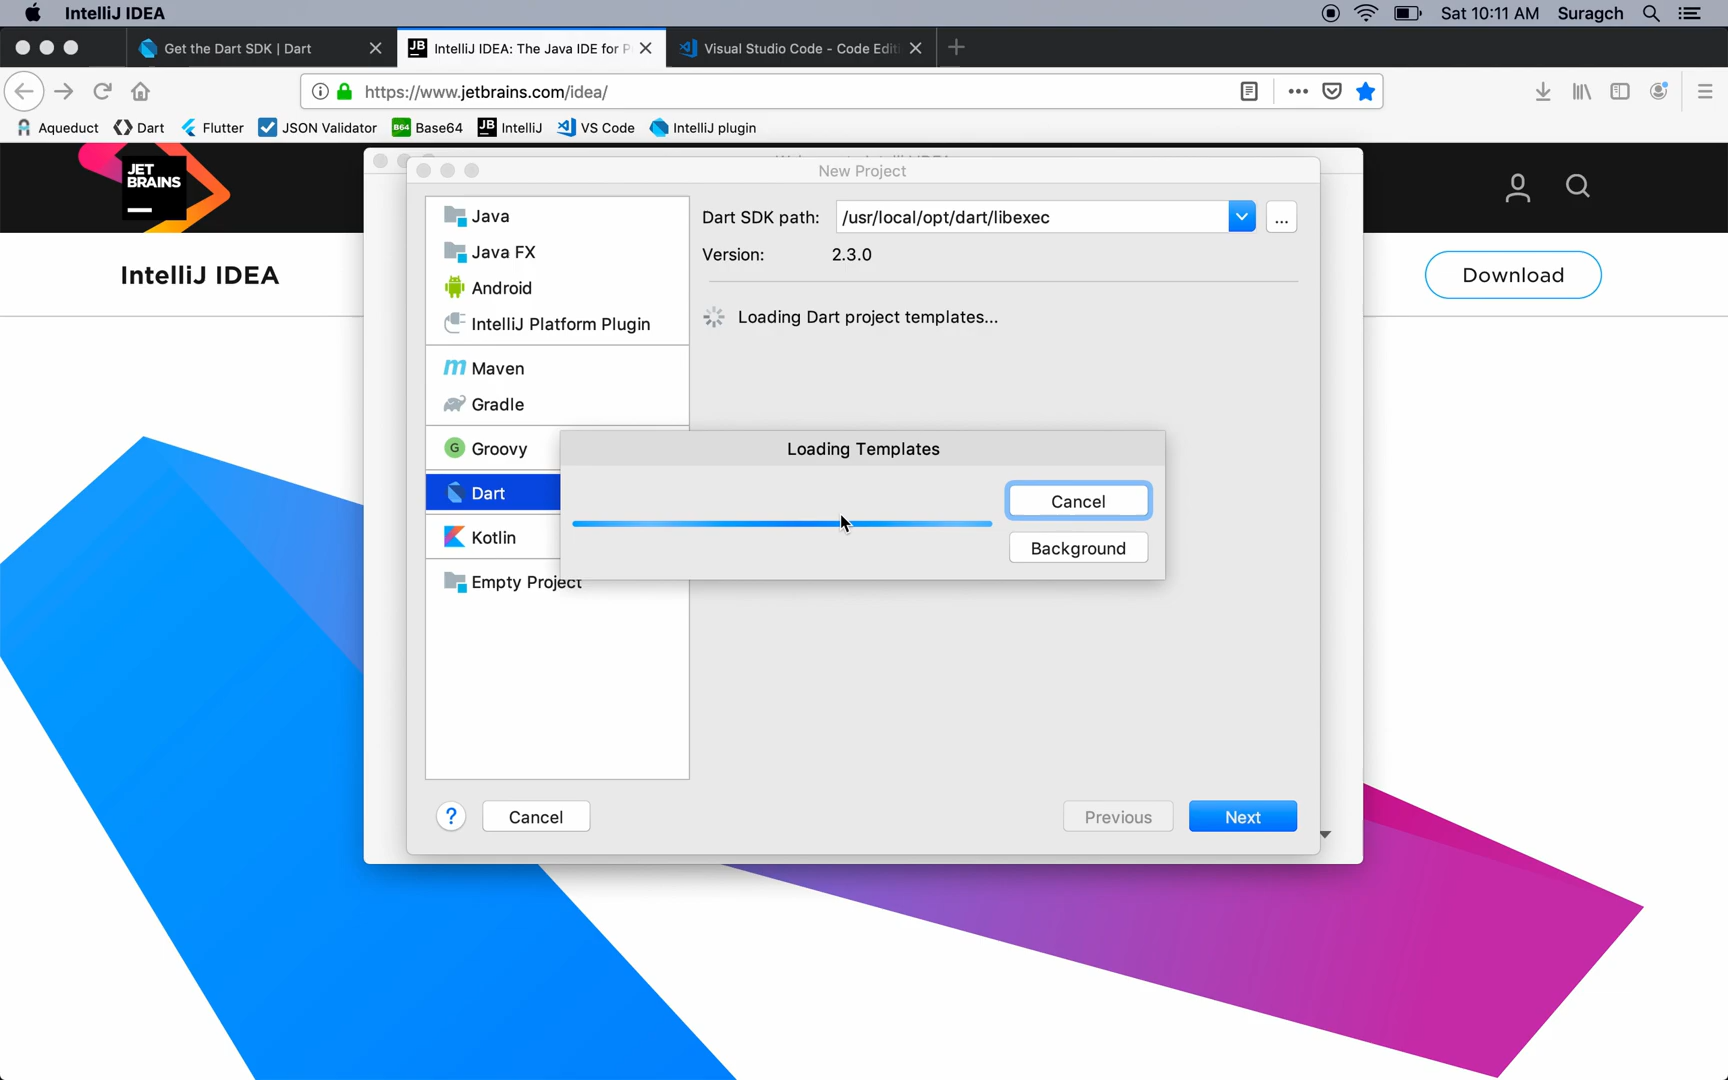 IntelliJ IDEA
Sat 10:11 AM
Suragch
Get the Dart SDK | Dart
JB IntelliJ IDEA: The Java IDE for P
Visual Studio Code - Code Edit
https://www.jetbrains.com/idea/
Aqueduct
Dart
Flutter
JSON Validator
B64 Base64
JB IntelliJ
VS Code
IntelliJ plugin
JET
BRAINS
New Project
IntelliJ IDEA
Download
Java
Java FX
Android
IntelliJ Platform Plugin
Maven
Gradle
G Groovy
Dart
Kotlin
Empty Project
Dart SDK path: /usr/local/opt/dart/libexec ...
Version: 2.3.0
Loading Dart project templates...
Loading Templates
Cancel
Background
? Cancel
Previous
Next